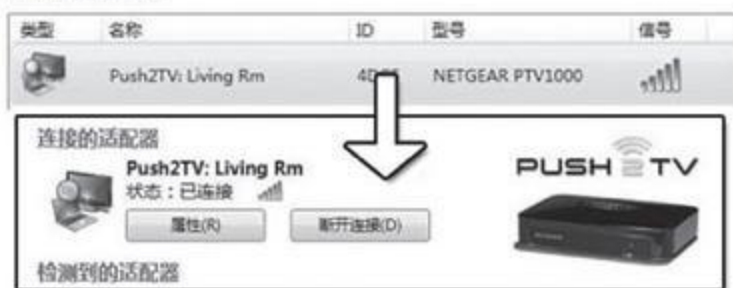 类型 名称 ID 型号 信号
Push2TV: Living Rm NETGEAR PTV1000
连接的适配器
Push2TV: Living Rm
状态：已连接
属性(R) 断开连接(D)
PUSH 2 TV
检测到的适配器